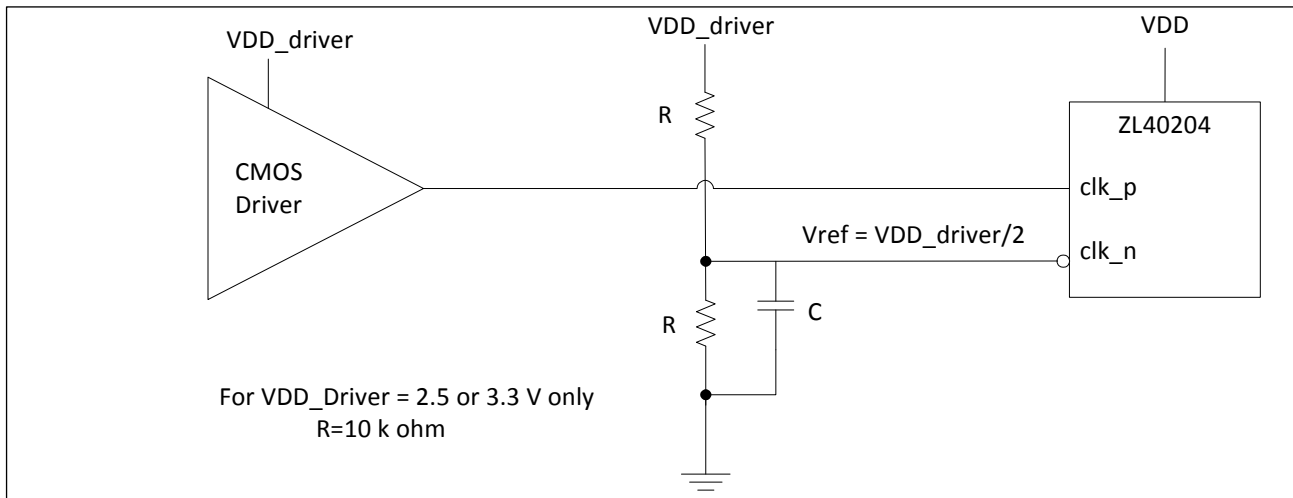 VDD_driver
VDD_driver
VDD
R
ZL40204
CMOS
Driver
clk_p
Vref = VDD_driver/2
clk_n
R
C
For VDD_Driver = 2.5 or 3.3 V only
R=10 k ohm